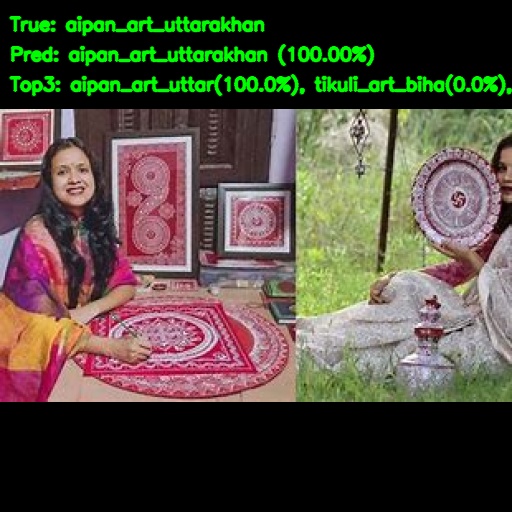 True: aipan_art_uttarakhan
Pred: aipan_art_uttarakhan (100.00%)
Top3: aipan_art_uttar(100.0%), tikuli_art_biha(0.0%),